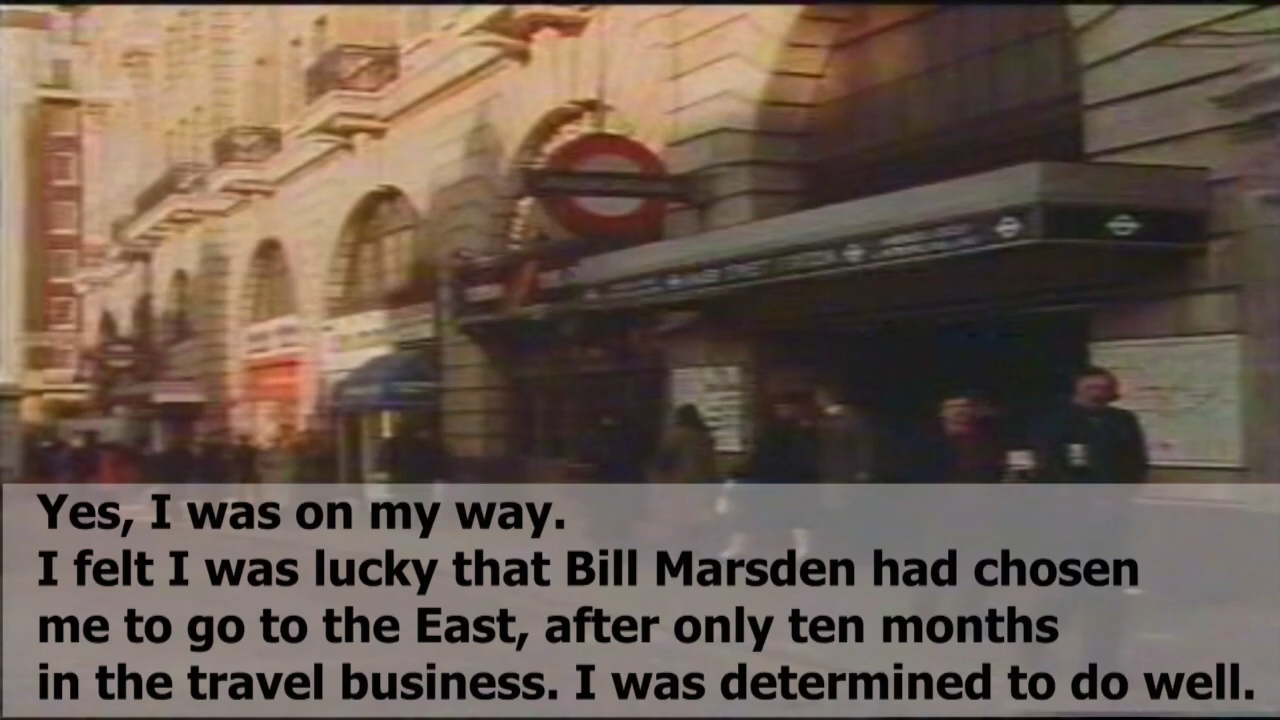 Yes, I was on my way.
I felt I was lucky that Bill Marsden had chosen
me to go to the East, after only ten months
in the travel business. I was determined to do well.